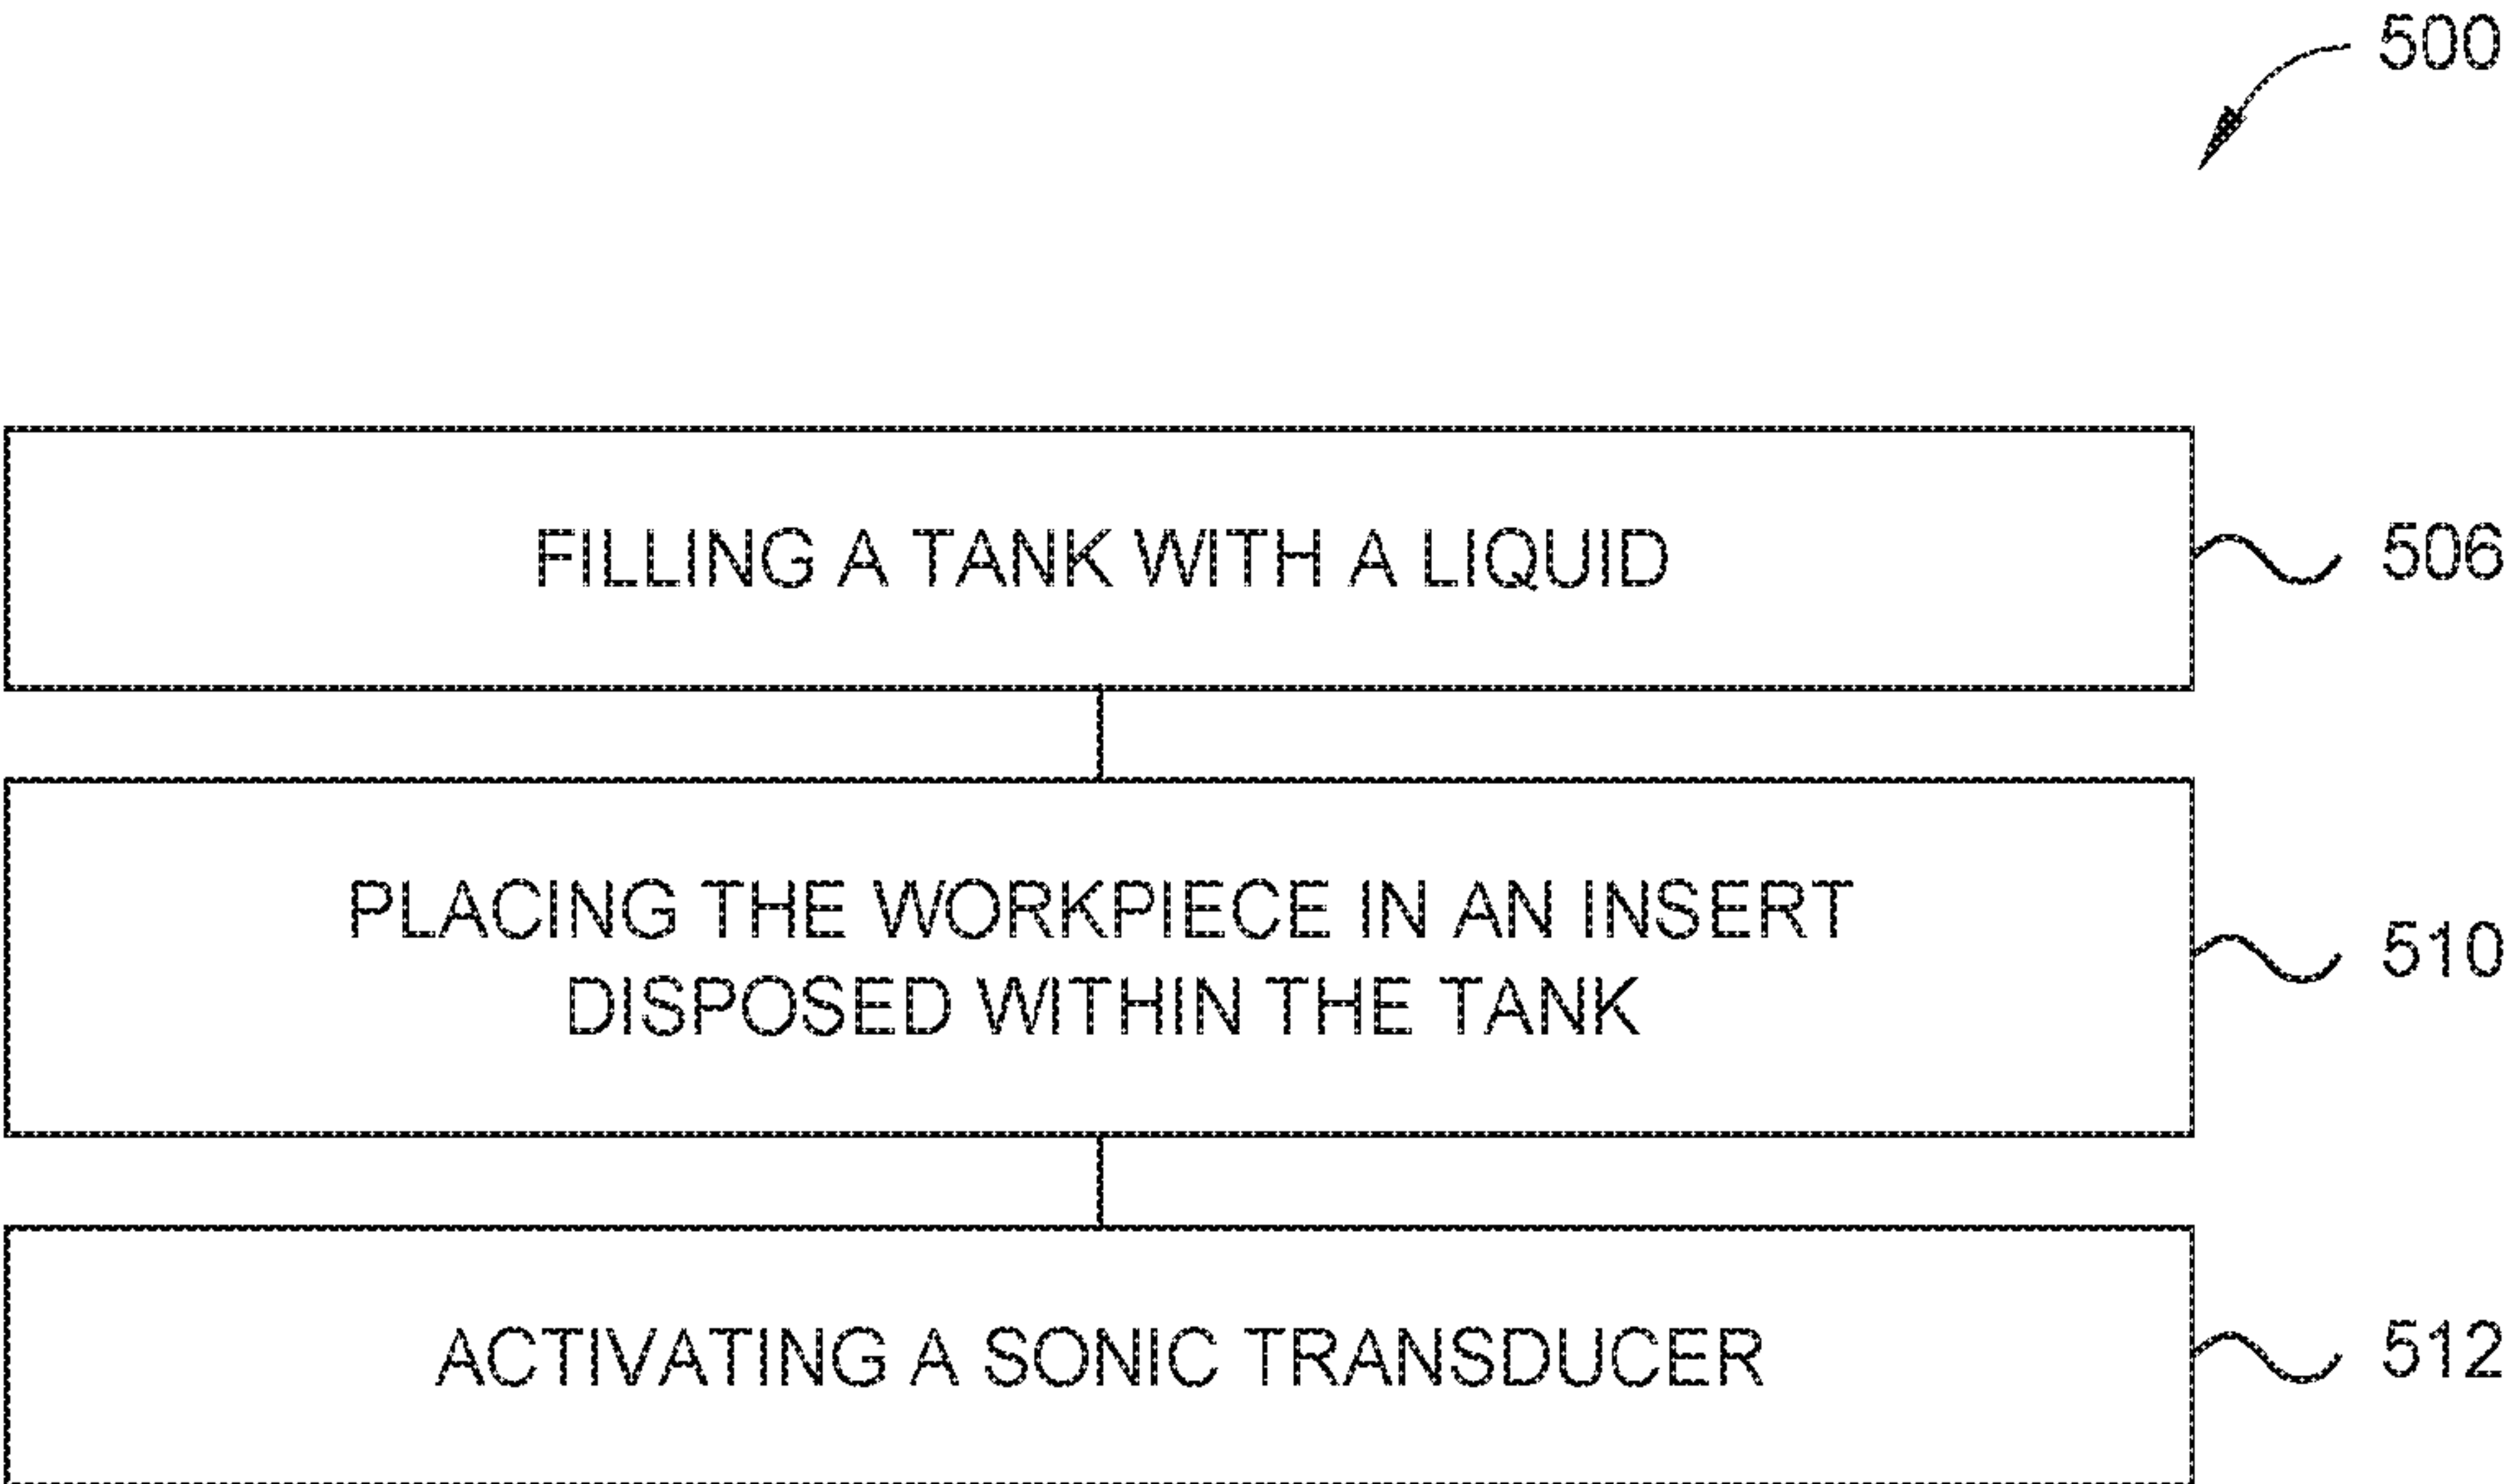 500
FILLING A TANK WITH A LIQUID
506
PLACING THE WORKPIECE IN AN INSERT
DISPOSED WITHIN THE TANK
510
ACTIVATING A SONIC TRANSDUCER
512